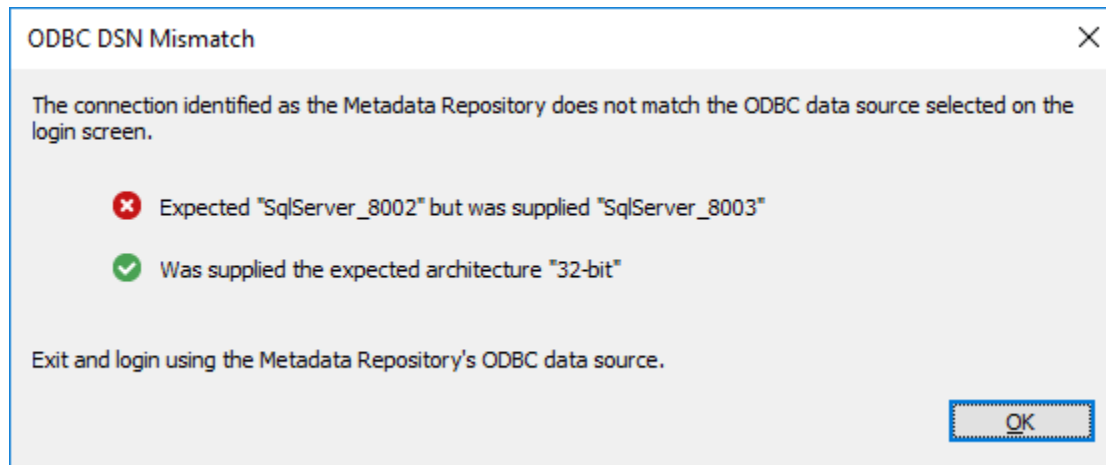 ODBC DSN Mismatch
The connection identified as the Metadata Repository does not match the ODBC data source selected on the
login screen.
Expected "SqlServer_8002" but was supplied "SqlServer_8003"
Was supplied the expected architecture "32-bit"
Exit and login using the Metadata Repository's ODBC data source.
OK